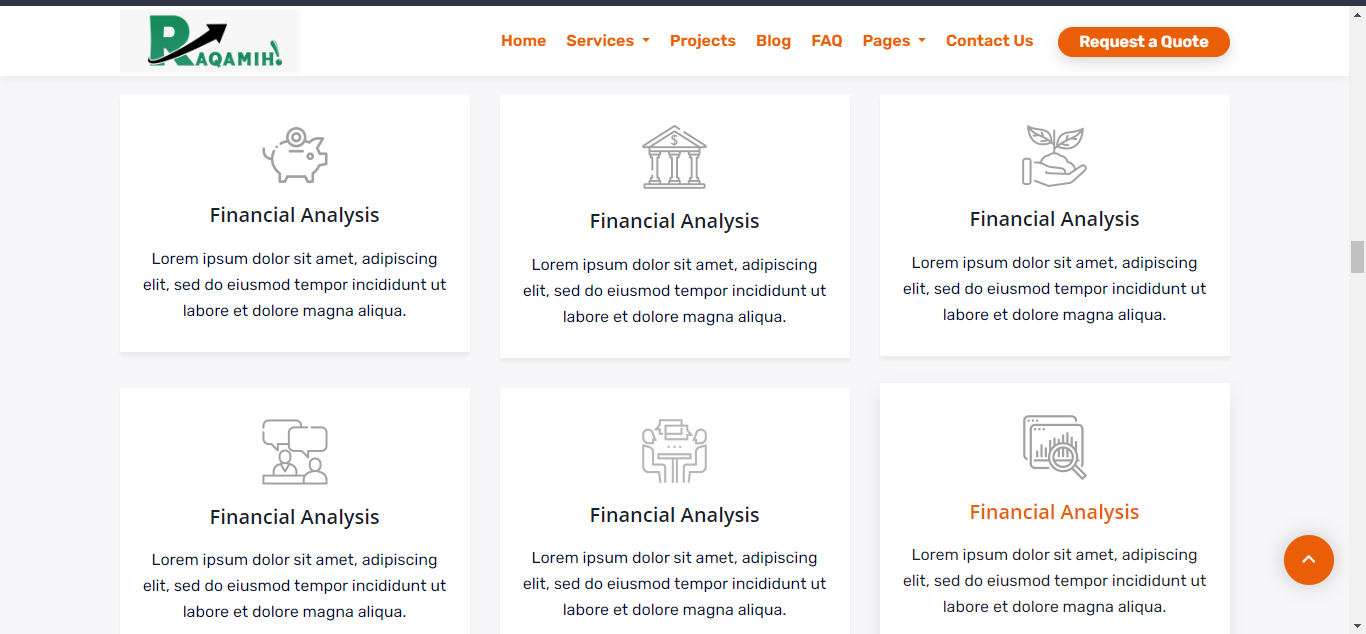 RAQAMIH!
Home Services Projects Blog FAQ Pages Contact Us Request a Quote
$
Financial Analysis
Lorem ipsum dolor sit amet, adipiscing
elit, sed do eiusmod tempor incididunt ut
labore et dolore magna aliqua.
Financial Analysis
Lorem ipsum dolor sit amet, adipiscing
elit, sed do eiusmod tempor incididunt ut
labore et dolore magna aliqua.
Financial Analysis
Lorem ipsum dolor sit amet, adipiscing
elit, sed do eiusmod tempor incididunt ut
labore et dolore magna aliqua.
Financial Analysis
Lorem ipsum dolor sit amet, adipiscing
elit, sed do eiusmod tempor incididunt ut
labore et dolore magna aliqua.
Financial Analysis
Lorem ipsum dolor sit amet, adipiscing
elit, sed do eiusmod tempor incididunt ut
labore et dolore magna aliqua.
Financial Analysis
Lorem ipsum dolor sit amet, adipiscing
elit, sed do eiusmod tempor incididunt ut
labore et dolore magna aliqua.